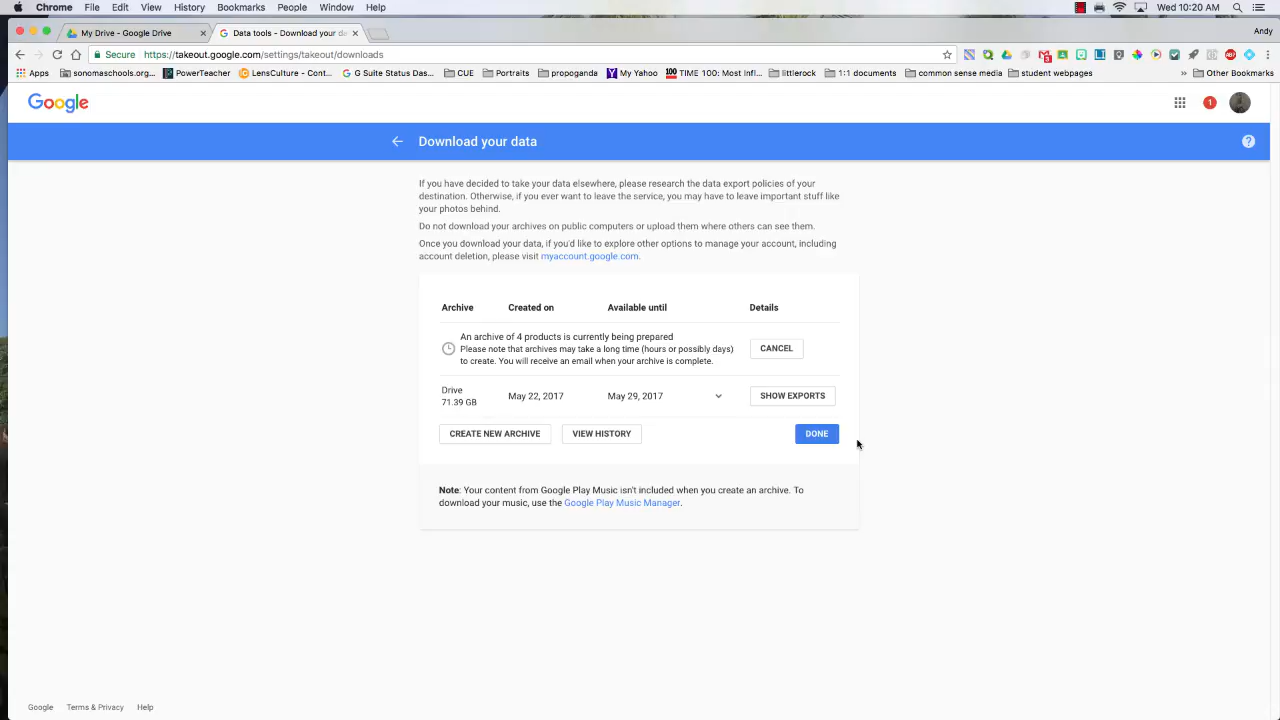 Chrome File Edit View History Bookmarks People Window Help Wed 10:20 AM
My Drive - Google Drive Data tools - Download your da Andy
Secure https://takeout.google.com/settings/takeout/downloads
Apps sonomaschools.org... PowerTeacher LensCulture - Cont... G Suite Status Das... CUE Portraits propoganda My Yahoo TIME 100: Most Infl... littlerock 1:1 documents common sense media student webpages » Other Bookmarks
Google 1
Download your data
If you have decided to take your data elsewhere, please research the data export policies of your
destination. Otherwise, if you ever want to leave the service, you may have to leave important stuff like
your photos behind.
Do not download your archives on public computers or upload them where others can see them.
Once you download your data, if you'd like to explore other options to manage your account, including
account deletion, please visit myaccount.google.com.
Archive Created on Available until Details
An archive of 4 products is currently being prepared
Please note that archives may take a long time (hours or possibly days)
to create. You will receive an email when your archive is complete.
CANCEL
Drive
71.39 GB
May 22, 2017 May 29, 2017 SHOW EXPORTS
CREATE NEW ARCHIVE VIEW HISTORY DONE
Note: Your content from Google Play Music isn't included when you create an archive. To
download your music, use the Google Play Music Manager.
Google Terms & Privacy Help